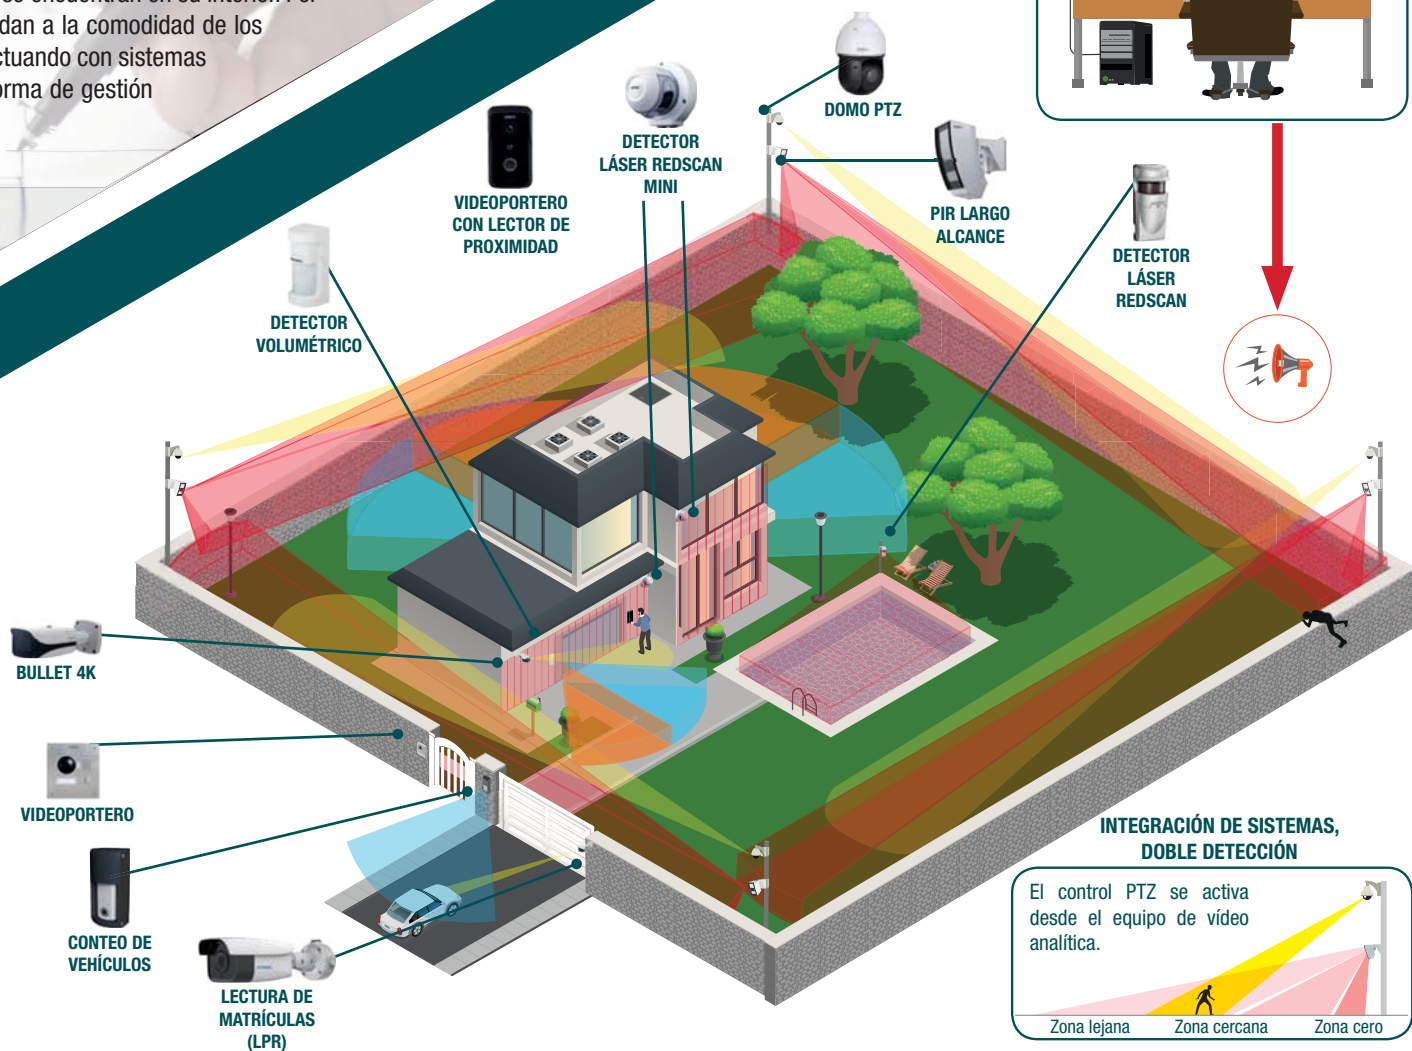 dan a la comodidad de los
ctuando con sistemas
orma de gestión
DOMO PTZ
DETECTOR
LÁSER REDSCAN
MINI
VIDEOPORTERO
CON LECTOR DE
PROXIMIDAD
PIR LARGO
ALCANCE
DETECTOR
LÁSER
REDSCAN
DETECTOR
VOLUMÉTRICO
BULLET 4K
VIDEOPORTERO
CONTEO DE
VEHÍCULOS
LECTURA DE
MATRÍCULAS
(LPR)
INTEGRACIÓN DE SISTEMAS,
DOBLE DETECCIÓN
El control PTZ se activa
desde el equipo de vídeo
analítica.
Zona lejana Zona cercana Zona cero